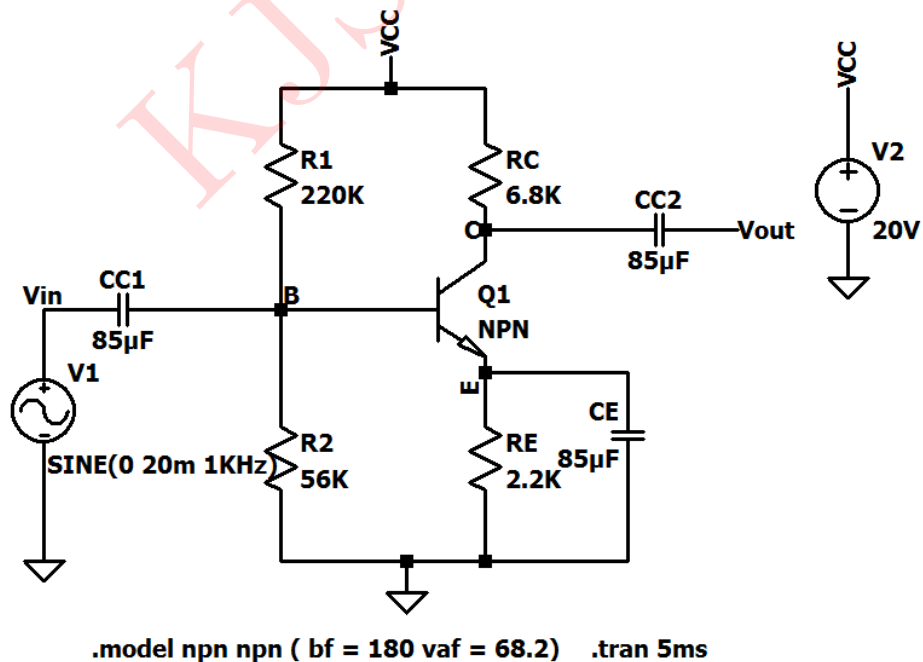 KJS
VCC
VCC
R1
220K
RC
6.8K
V2
20V
CC2
C
Vout
85µF
CC1
Vin
B
85µF
Q1
NPN
V1
E
CE
R2
RE
85µF
SINE(0 20m 1KHz)
56K
2.2K
.model npn npn ( bf = 180 vaf = 68.2) .tran 5ms